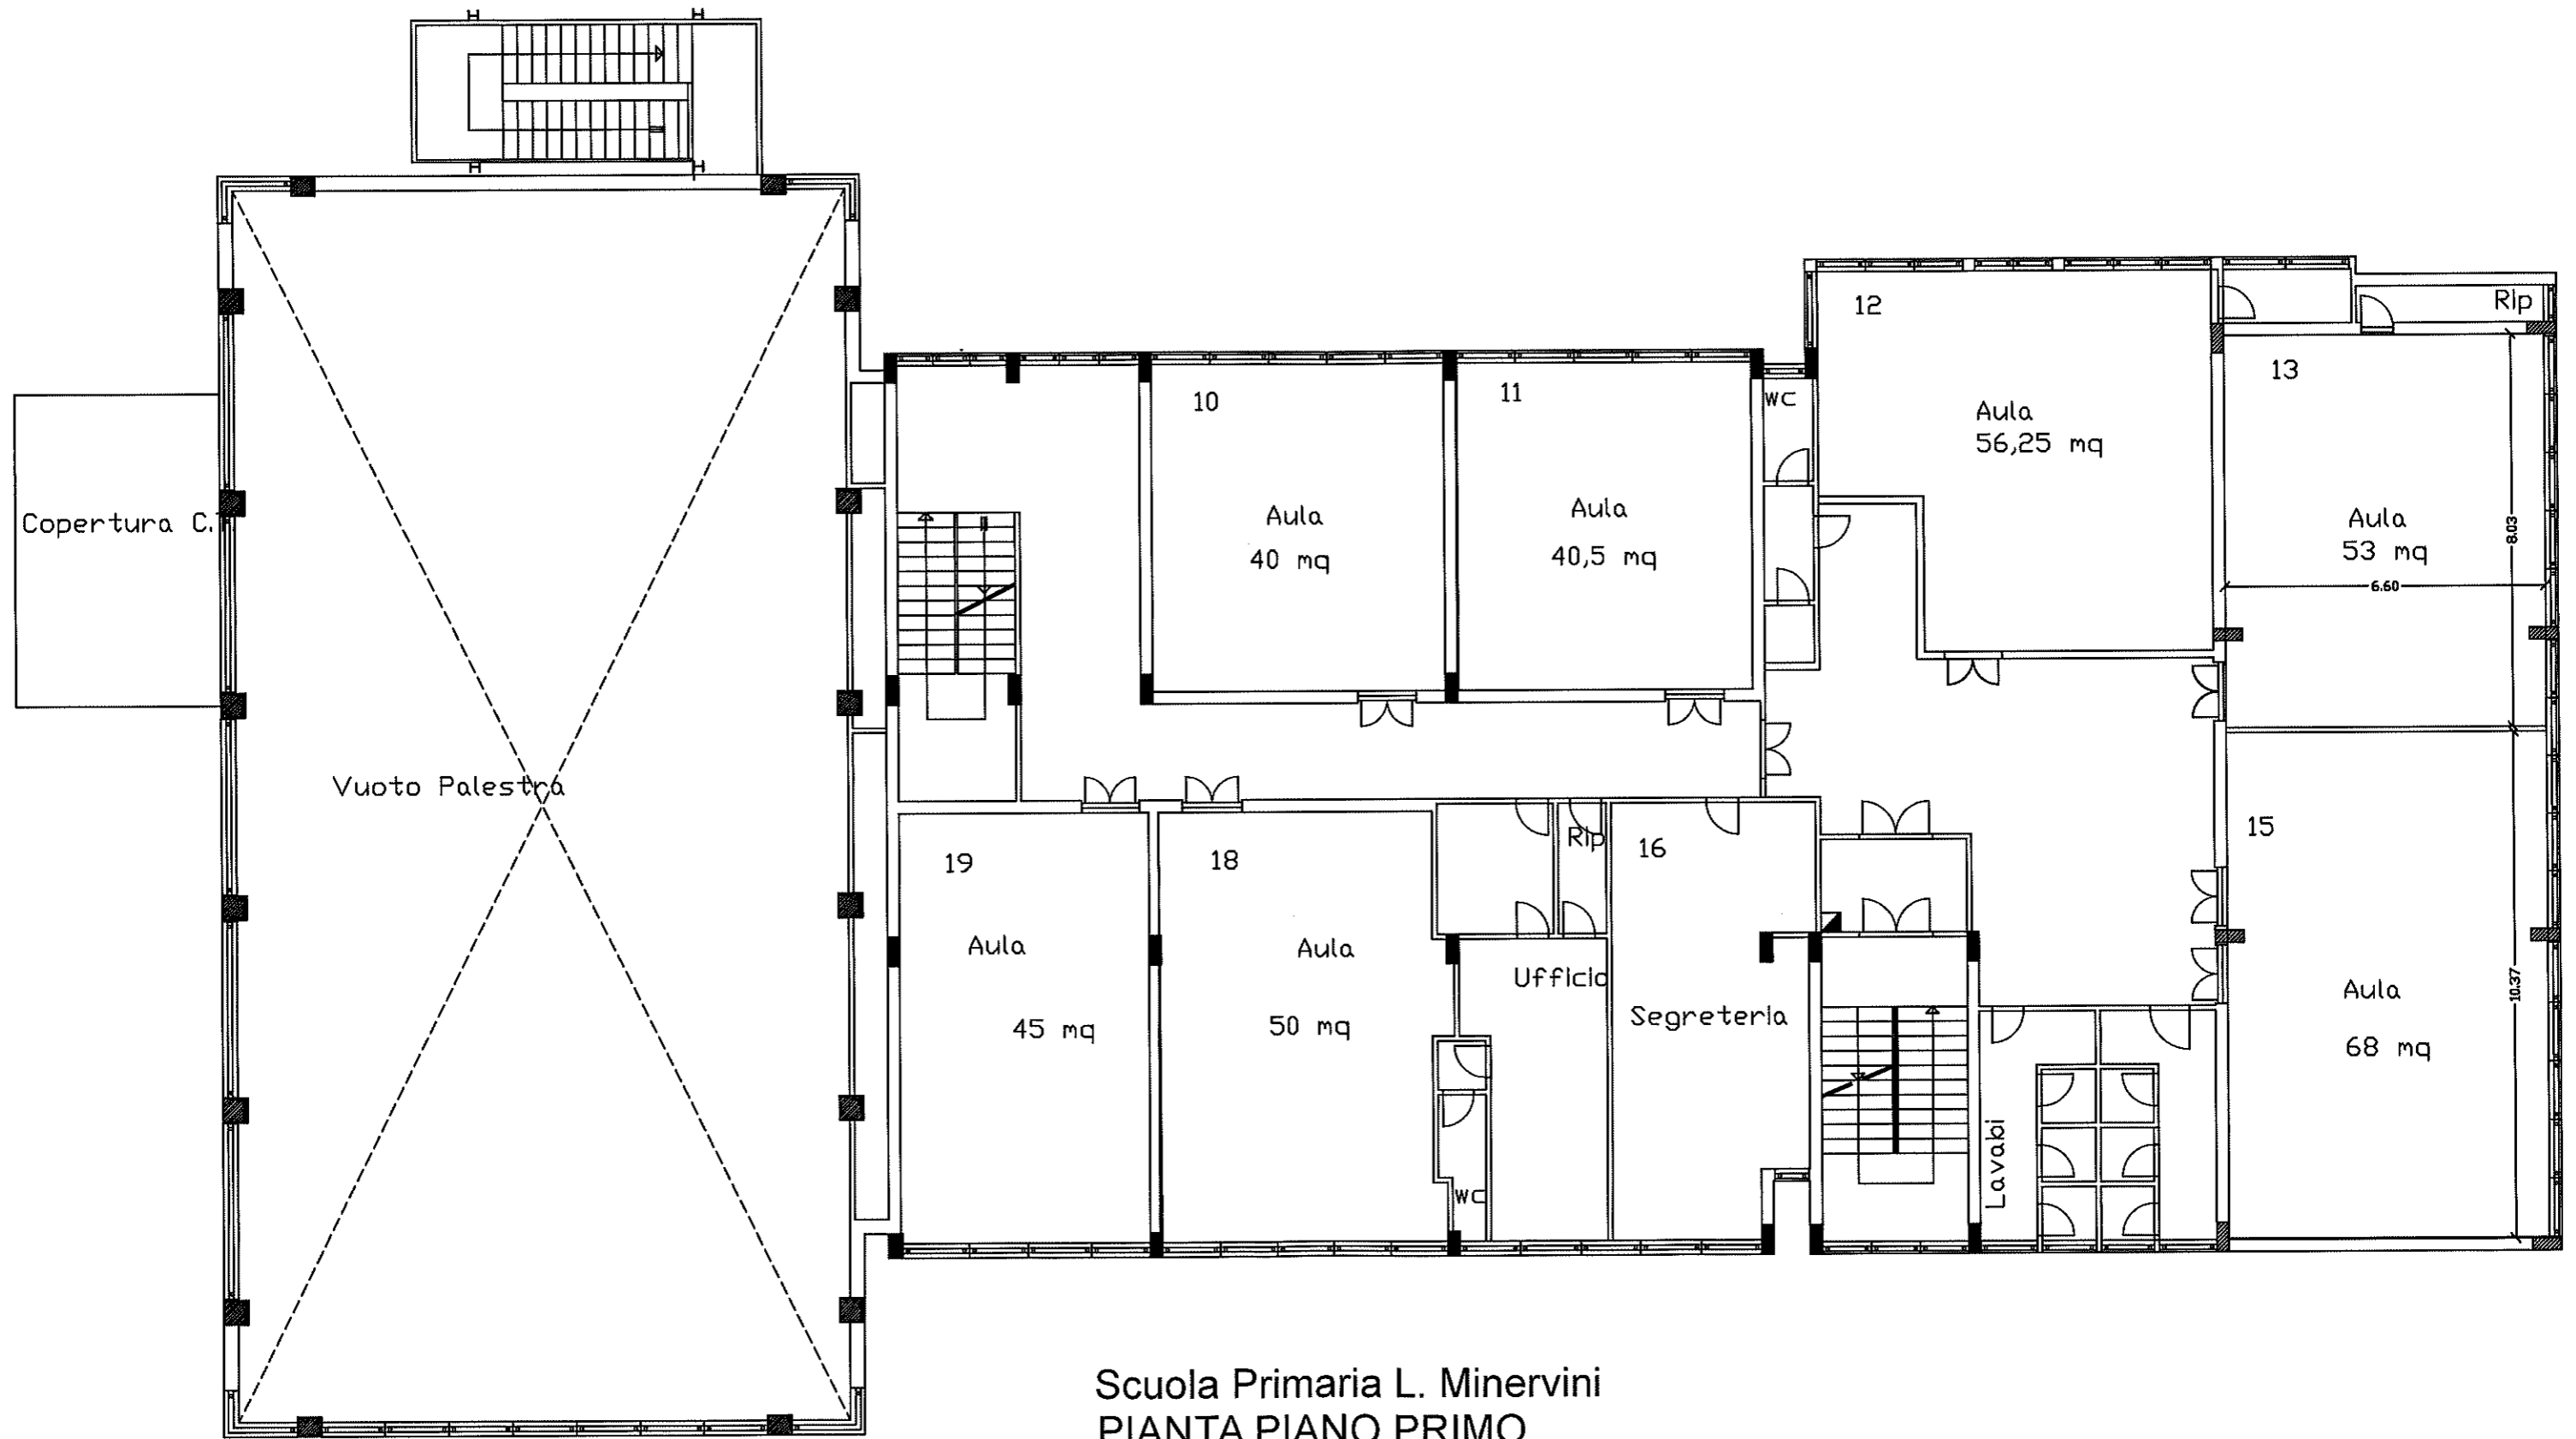 12
Rip
13
10
11
WC
Aula
56,25 mq
Copertura C.T
Aula
40 mq
Aula
40,5 mq
Aula
53 mq
8.03
6.60
Vuoto Palestra
19
18
Rip
16
15
Aula
45 mq
Aula
50 mq
Ufficio
Segreteria
Aula
68 mq
10.37
Lavabi
WC
Scuola Primaria L. Minervini
PIANTA PIANO PRIMO